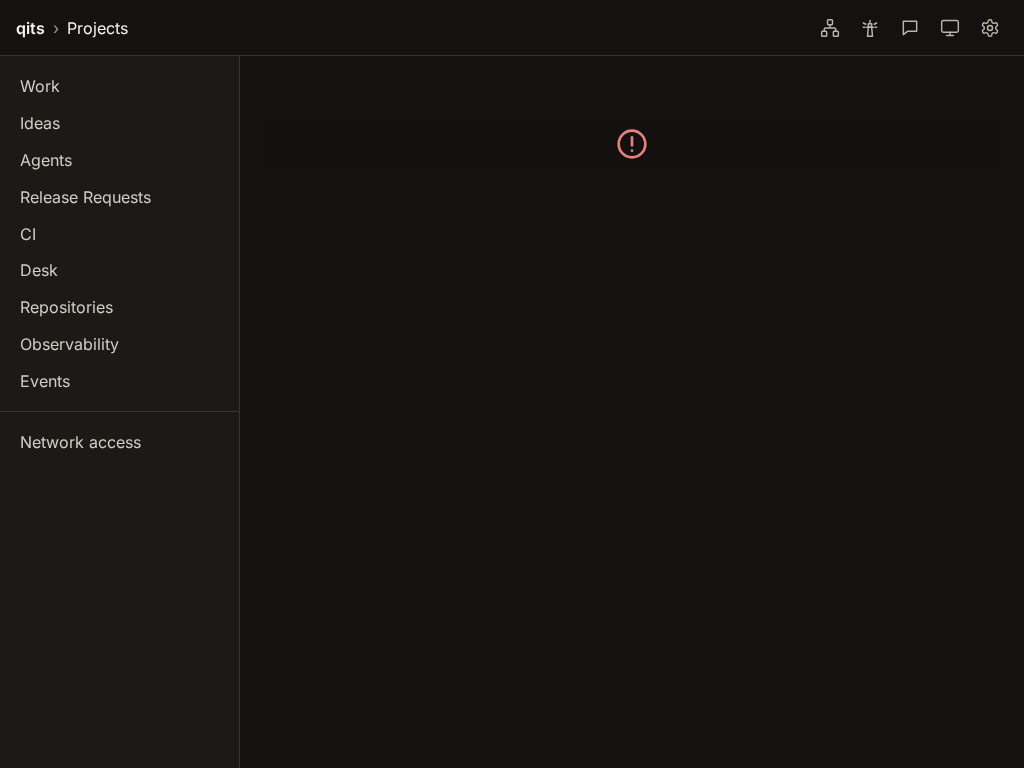 qits › Projects
Work
Ideas
Agents
Release Requests
CI
Desk
Repositories
Observability
Events
Network access